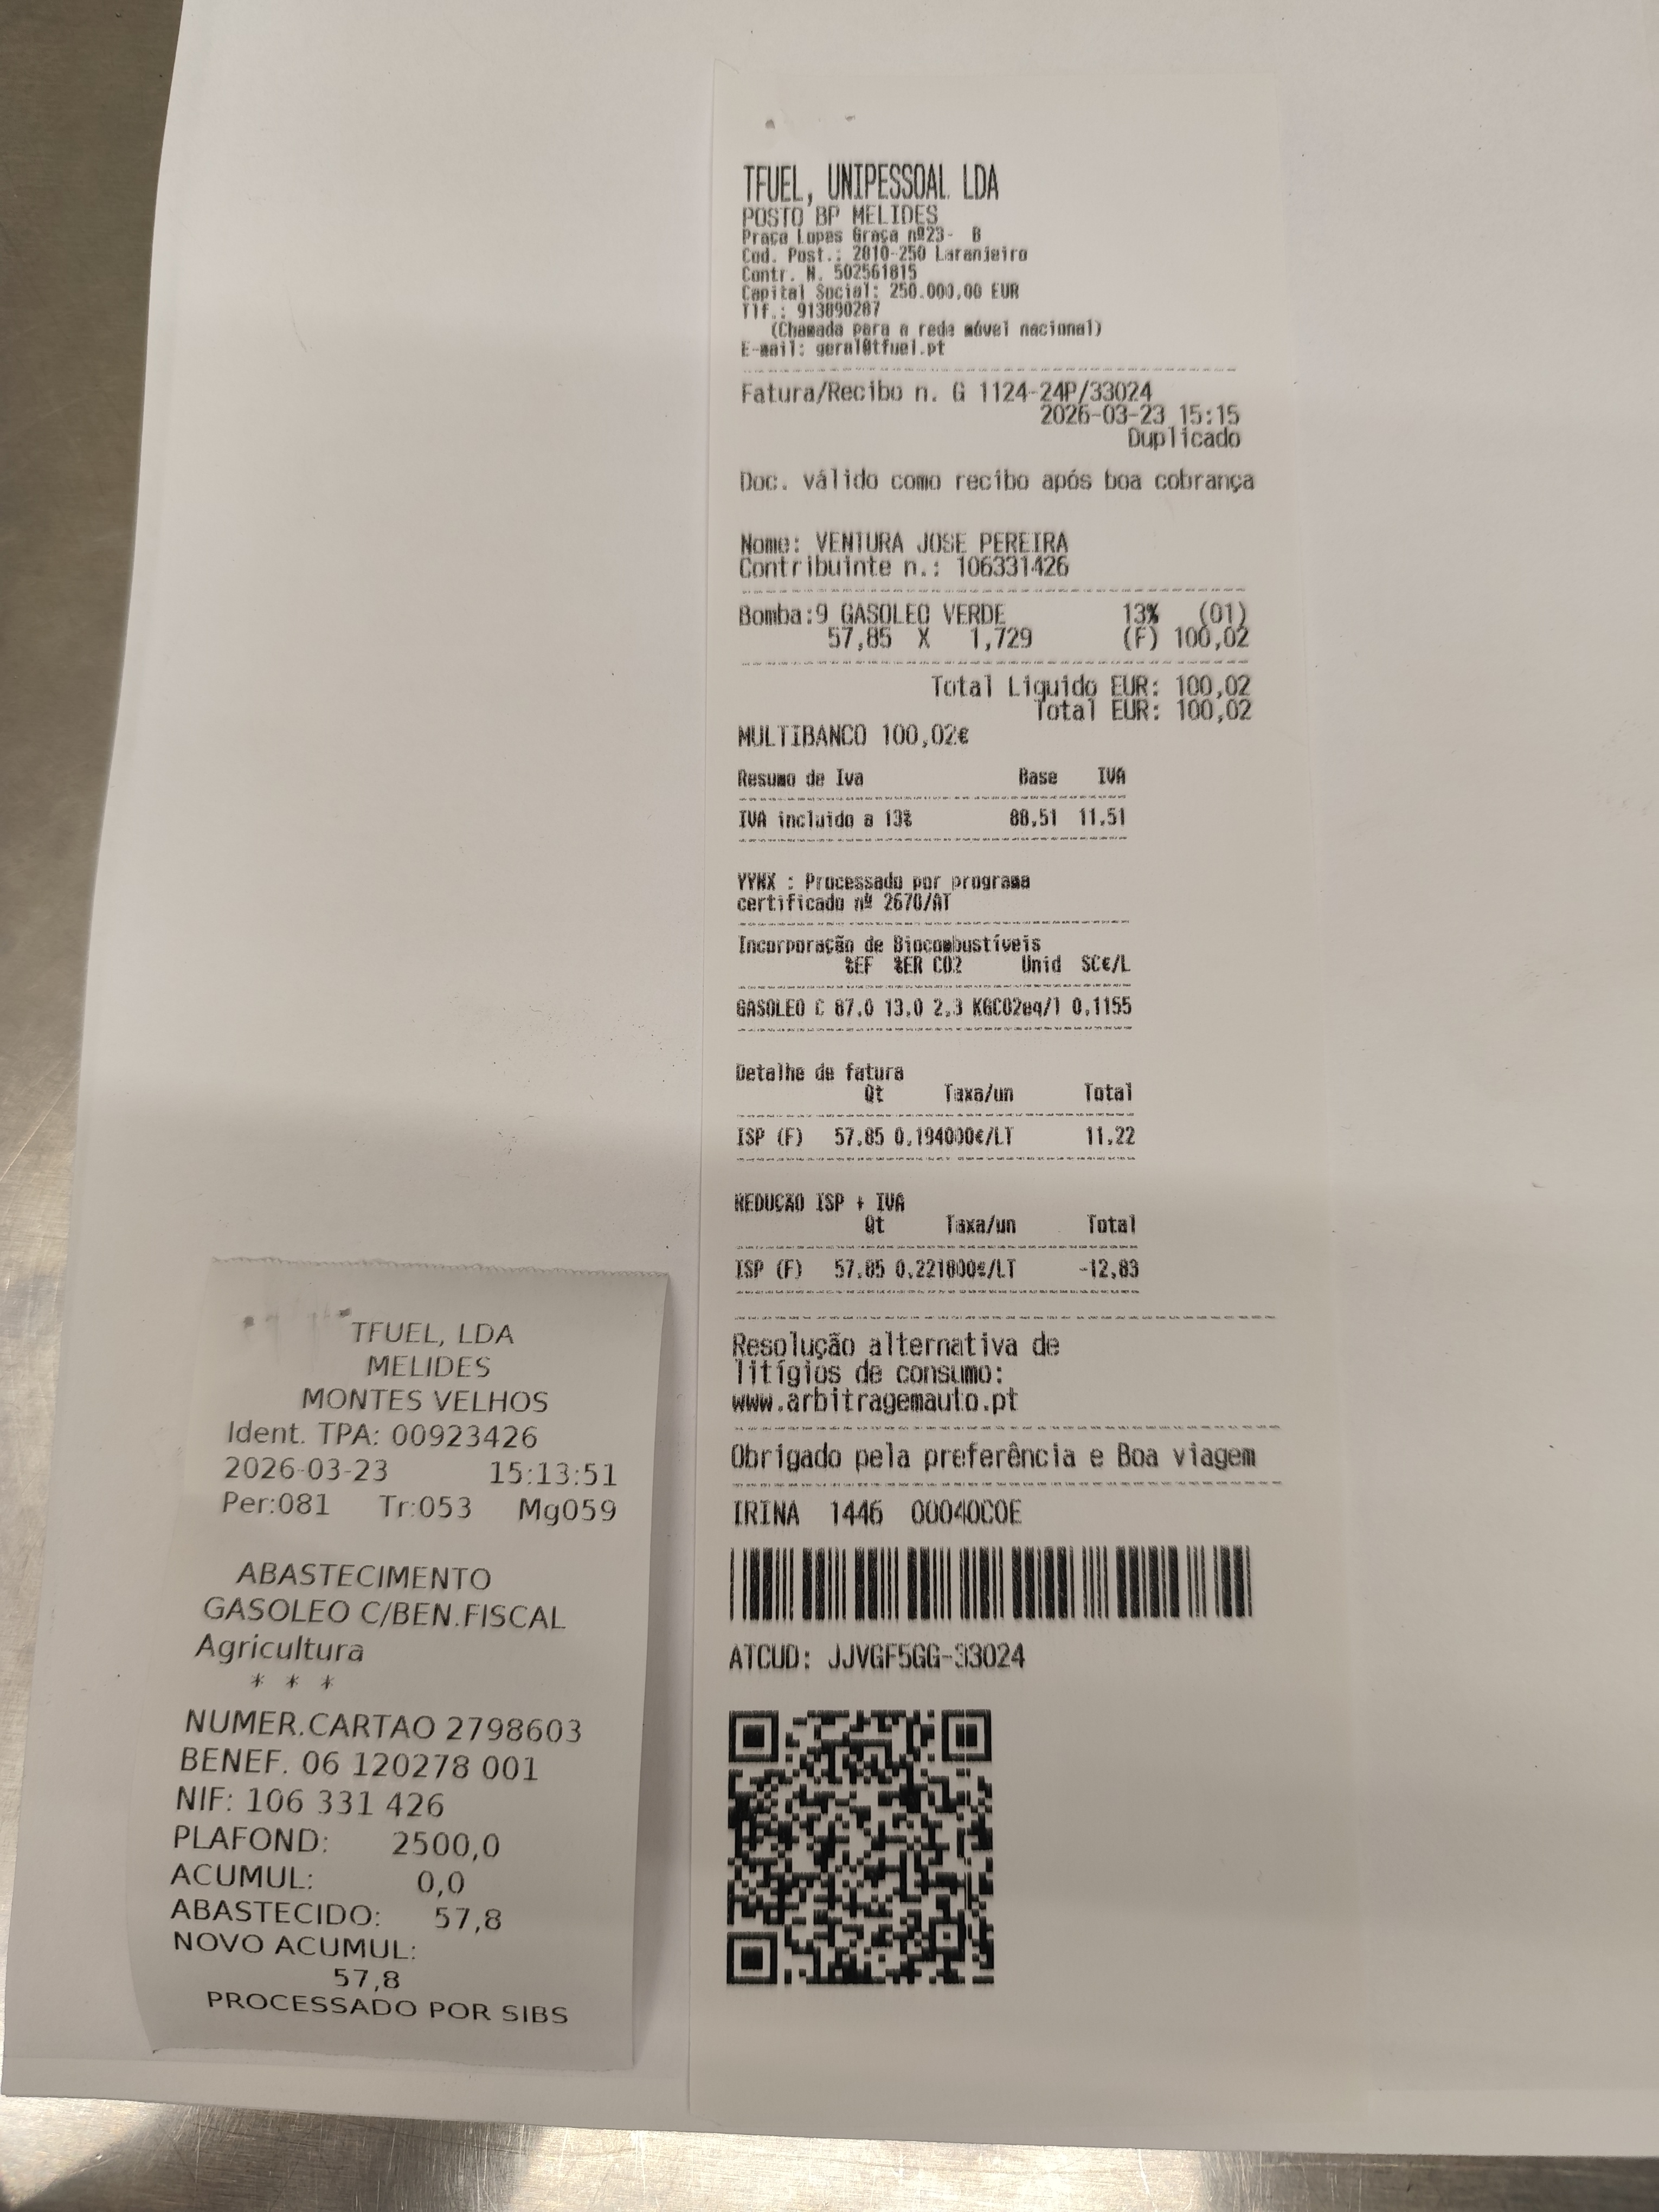 TFUEL, UNIPESSOAL LDA
POSTO BP MELIDES
Praça Lopes Graça nº23- B
Cod. Post.: 2810-250 Laranjeiro
Contr. N. 502561815
Capital Social: 250.000,00 EUR
Tlf.: 913890287
(Chamada para a rede móvel nacional)
E-mail: geral@tfuel.pt
Fatura/Recibo n. G 1124-24P/33024
2026-03-23 15:15
Duplicado
Doc. válido como recibo após boa cobrança
Nome: VENTURA JOSE PEREIRA
Contribuinte n.: 106331426
Bomba:9 GASOLEO VERDE 13% (01)
57,85 X 1,729 (F) 100,02
Total Líquido EUR: 100,02
Total EUR: 100,02
MULTIBANCO 100,02€
Resumo de Iva Base IVA
IVA incluido a 13% 88,51 11,51
YYNX : Processado por programa
certificado nº 2670/AT
Incorporação de Biocombustíveis
%EF %ER CO2 Unid SC€/L
GASOLEO C 87,0 13,0 2,3 KGCO2eq/l 0,1155
Detalhe de fatura
Qt Taxa/un Total
ISP (F) 57,85 0,194000€/LT 11,22
REDUÇÃO ISP + IVA
Qt Taxa/un Total
ISP (F) 57,85 0,221800€/LT -12,83
Resolução alternativa de
litígios de consumo:
www.arbitragemauto.pt
Obrigado pela preferência e Boa viagem
IRINA 1446 00040C0E
ATCUD: JJVGF5GG-33024
TFUEL, LDA
MELIDES
MONTES VELHOS
Ident. TPA: 00923426
2026-03-23 15:13:51
Per:081 Tr:053 Mg059
ABASTECIMENTO
GASOLEO C/BEN.FISCAL
Agricultura
* * *
NUMER.CARTAO 2798603
BENEF. 06 120278 001
NIF: 106 331 426
PLAFOND: 2500,0
ACUMUL: 0,0
ABASTECIDO: 57,8
NOVO ACUMUL:
57,8
PROCESSADO POR SIBS